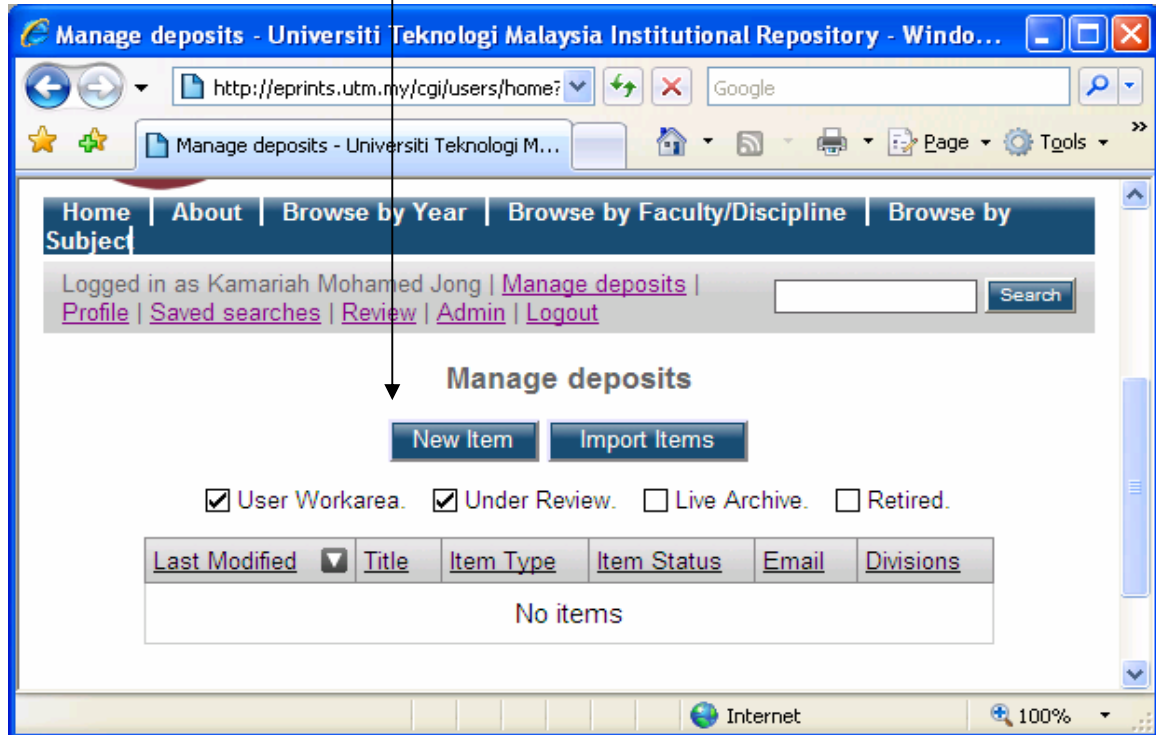 Manage deposits - Universiti Teknologi Malaysia Institutional Repository - Windo...
http://eprints.utm.my/cgi/users/home?
Google
Manage deposits - Universiti Teknologi M...
Page
Tools
»
Home | About | Browse by Year | Browse by Faculty/Discipline | Browse by
Subject
Logged in as Kamariah Mohamed Jong | Manage deposits |
Profile | Saved searches | Review | Admin | Logout
Search
Manage deposits
New Item
Import Items
User Workarea. Under Review. Live Archive. Retired.
Last Modified Title Item Type Item Status Email Divisions
No items
Internet
100%